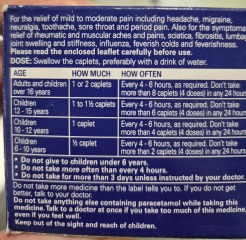 For the relief of mild to moderate pain including headache, migraine,
neuralgia, toothache, sore throat and period pain. Also for the symptomatic
relief of rheumatic and muscular aches and pains, sciatica, fibrositis, lumbago,
joint swelling and stiffness, influenza, feverish colds and feverishness.
Please read the enclosed leaflet carefully before use.
DOSE: Swallow the caplets, preferably with a drink of water.
AGE HOW MUCH HOW OFTEN
Adults and children over 16 years 1 or 2 caplets Every 4 - 6 hours, as required. Don't take
more than 8 caplets (4 doses) in any 24 hours
Children 12 - 15 years 1 to 1½ caplets Every 4 - 6 hours, as required. Don't take
more than 6 caplets (4 doses) in any 24 hours
Children 10 - 12 years 1 caplet Every 4 - 6 hours, as required. Don't take
more than 4 caplets (4 doses) in any 24 hours
Children 6 - 10 years ½ caplet Every 4 - 6 hours, as required. Don't take
more than 2 caplets (4 doses) in any 24 hours
• Do not give to children under 6 years.
• Do not take more often than every 4 hours.
• Do not take for more than 3 days unless instructed by your doctor.
Do not take more medicine than the label tells you to. If you do not get
better, talk to your doctor.
Do not take anything else containing paracetamol while taking this
medicine. Talk to a doctor at once if you take too much of this medicine
even if you feel well.
Keep out of the sight and reach of children.